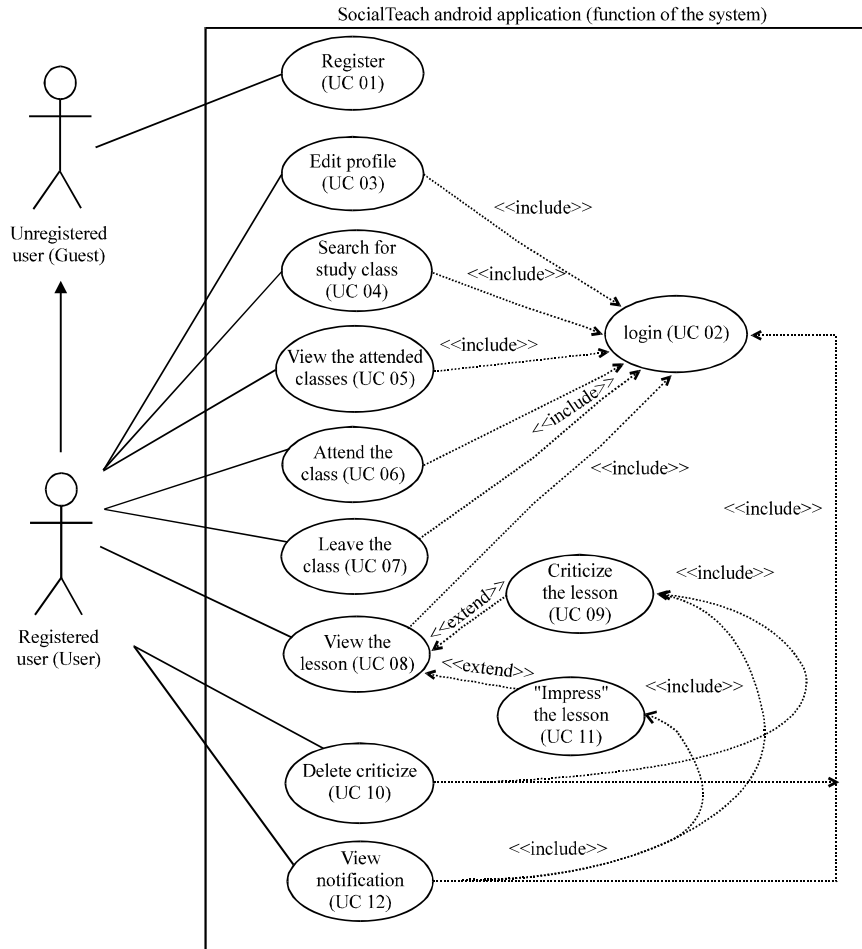 SocialTeach android application (function of the system)
Register
(UC 01)
Edit profile
(UC 03)
<<include>>
Unregistered
user (Guest)
Search for
study class
(UC 04)
<<include>>
login (UC 02)
View the attended
classes (UC 05)
<<include>>
<<include>>
Attend the
class (UC 06)
<<include>>
<<include>>
Leave the
class (UC 07)
Criticize
the lesson
(UC 09)
<<include>>
<<extend>>
Registered
user (User)
View the
lesson (UC 08)
<<extend>>
"Impress"
the lesson
(UC 11)
<<include>>
Delete criticize
(UC 10)
View
notification
(UC 12)
<<include>>